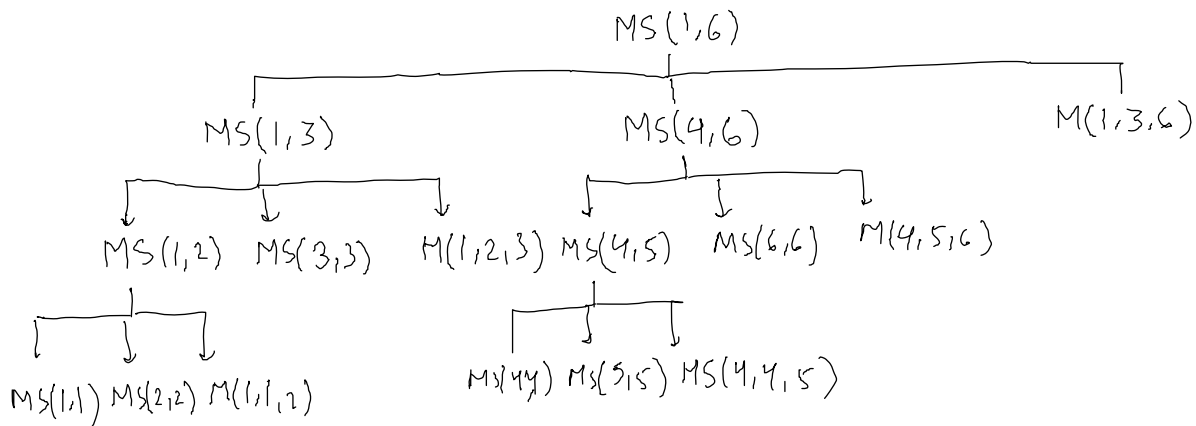 MS(1,6)
MS(1,3) MS(4,6) M(1,3,6)
MS(1,2) MS(3,3) M(1,2,3) MS(4,5) MS(6,6) M(4,5,6)
MS(1,1) MS(2,2) M(1,1,2) MS(4,4) MS(5,5) MS(4,4,5)